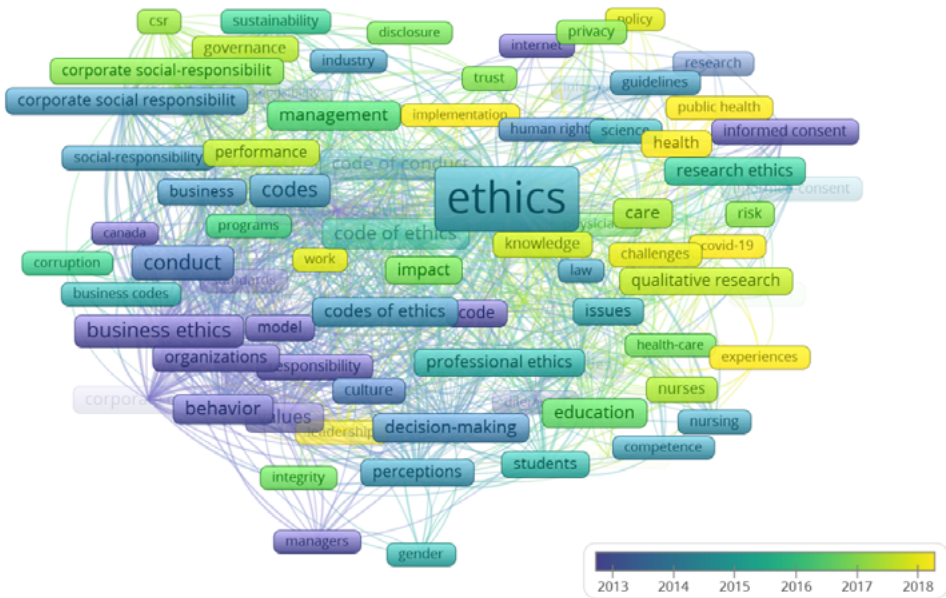 csr
sustainability
policy
disclosure
privacy
internet
governance
industry
research
corporate social-responsibilit
trust
guidelines
corporate social responsibilit
public health
management
implementation
human right
science
informed consent
health
social-responsibility
performance
code of conduct
research ethics
business
codes
ethics
informed consent
care
risk
programs
code of ethics
canada
knowledge
covid-19
challenges
corruption
conduct
work
impact
law
qualitative research
business codes
standards
codes of ethics
code
issues
business ethics
model
health-care
organizations
responsibility
professional ethics
experiences
culture
nurses
corpora
behavior
values
education
nursing
leadership
decision-making
competence
perceptions
students
integrity
managers
gender
2013 2014 2015 2016 2017 2018